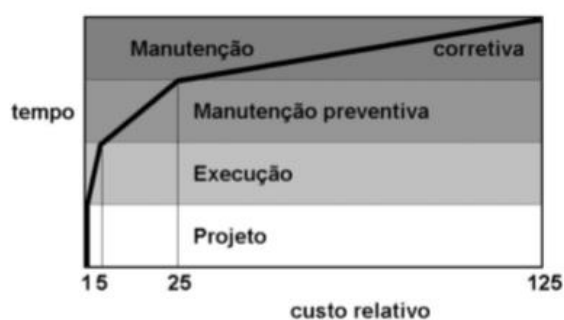 Manutenção corretiva
tempo
Manutenção preventiva
Execução
Projeto
1 5 25 125
custo relativo